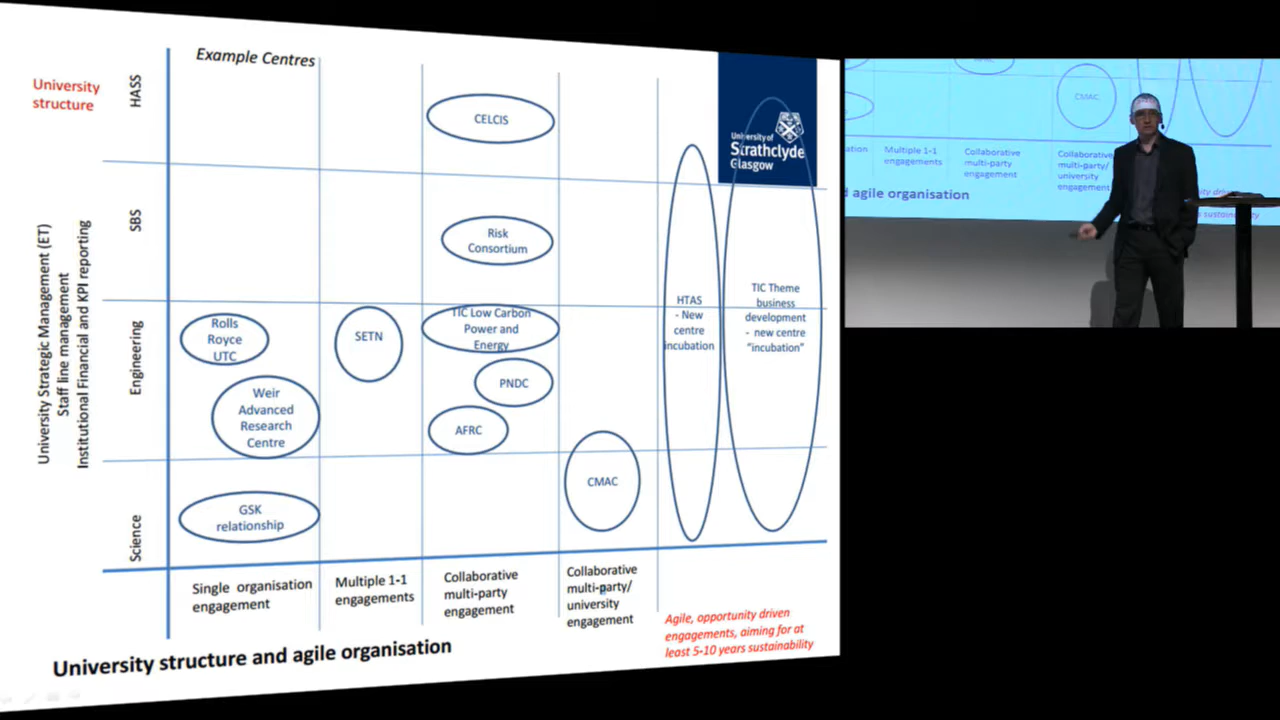 Example Centres
University
structure
HASS
SBS
Engineering
Science
University Strategic Management (ET)
Staff line management
Institutional Financial and KPI reporting
CELCIS
University of
Strathclyde
Glasgow
Risk
Consortium
Rolls
Royce
UTC
SETN
TIC Low Carbon
Power and
Energy
PNDC
Weir
Advanced
Research
Centre
AFRC
CMAC
GSK
relationship
HTAS
- New
centre
incubation
TIC Theme
business
development
- new centre
"incubation"
Single organisation
engagement
Multiple 1-1
engagements
Collaborative
multi-party
engagement
Collaborative
multi-party/
university
engagement
Agile, opportunity driven
engagements, aiming for at
least 5-10 years sustainability
University structure and agile organisation
CMAC
Multiple 1-1
engagements
Collaborative
multi-party
engagement
Collaborative
multi-party/
university
engagement
agile organisation
sustainability